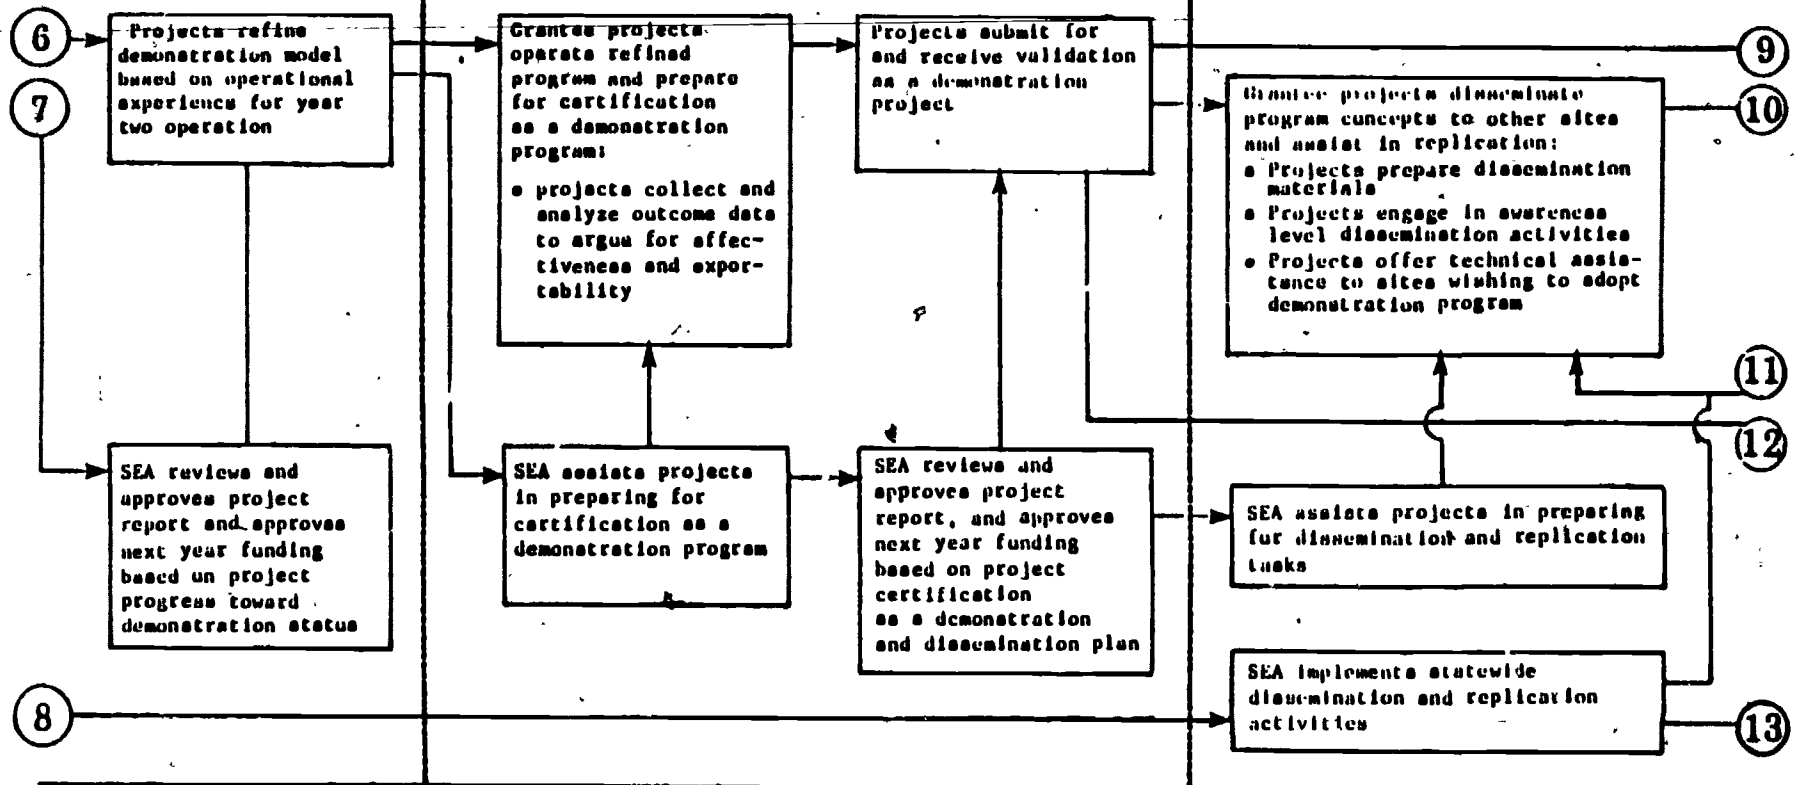 6
Projects refine
demonstration model
based on operational
experience for year
two operation
7
Grantee projects
operate refined
program and prepare
for certification
as a demonstration
program:
• projects collect and
analyze outcome data
to argue for effec-
tiveness and expor-
tability
Projects submit for
and receive validation
as a demonstration
project
9
10
Grantee projects disseminate
program concepts to other sites
and assist in replication:
• Projects prepare dissemination
materials
• Projects engage in awareness
level dissemination activities
• Projects offer technical assis-
tance to sites wishing to adopt
demonstration program
11
12
SEA reviews and
approves project
report and approves
next year funding
based on project
progress toward
demonstration status
SEA assists projects
in preparing for
certification as a
demonstration program
SEA reviews and
approves project
report, and approves
next year funding
based on project
certification
as a demonstration
and dissemination plan
SEA assists projects in preparing
for dissemination and replication
tasks
8
SEA implements statewide
dissemination and replication
activities
13